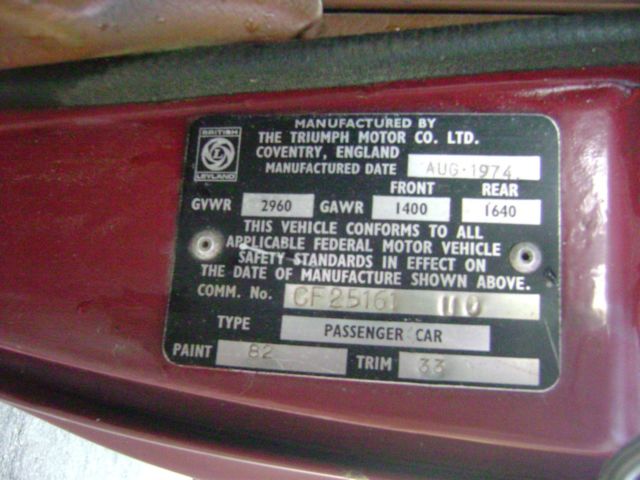 BRITISH
LEYLAND
MANUFACTURED BY
THE TRIUMPH MOTOR CO. LTD.
COVENTRY, ENGLAND
MANUFACTURED DATE AUG-1974.
FRONT REAR
GVWR 2960 GAWR 1400 1640
THIS VEHICLE CONFORMS TO ALL
APPLICABLE FEDERAL MOTOR VEHICLE
SAFETY STANDARDS IN EFFECT ON
THE DATE OF MANUFACTURE SHOWN ABOVE.
COMM. No. CF25161 U O
TYPE PASSENGER CAR
PAINT 82 TRIM 33